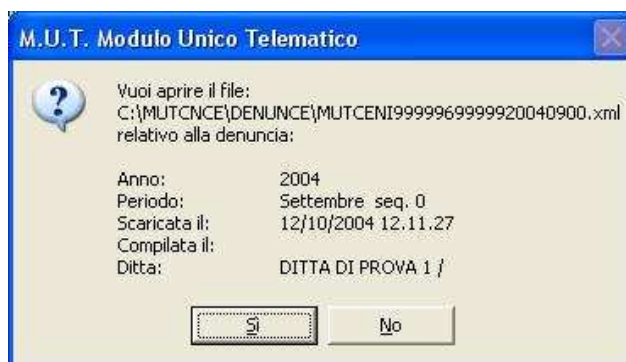 M.U.T. Modulo Unico Telematico
Vuoi aprire il file:
C:\MUTCNCE\DENUNCE\MUTCENI9999969999920040900.xml
relativo alla denuncia:
Anno: 2004
Periodo: Settembre seq. 0
Scaricata il: 12/10/2004 12.11.27
Compilata il:
Ditta: DITTA DI PROVA 1 /
Sì No